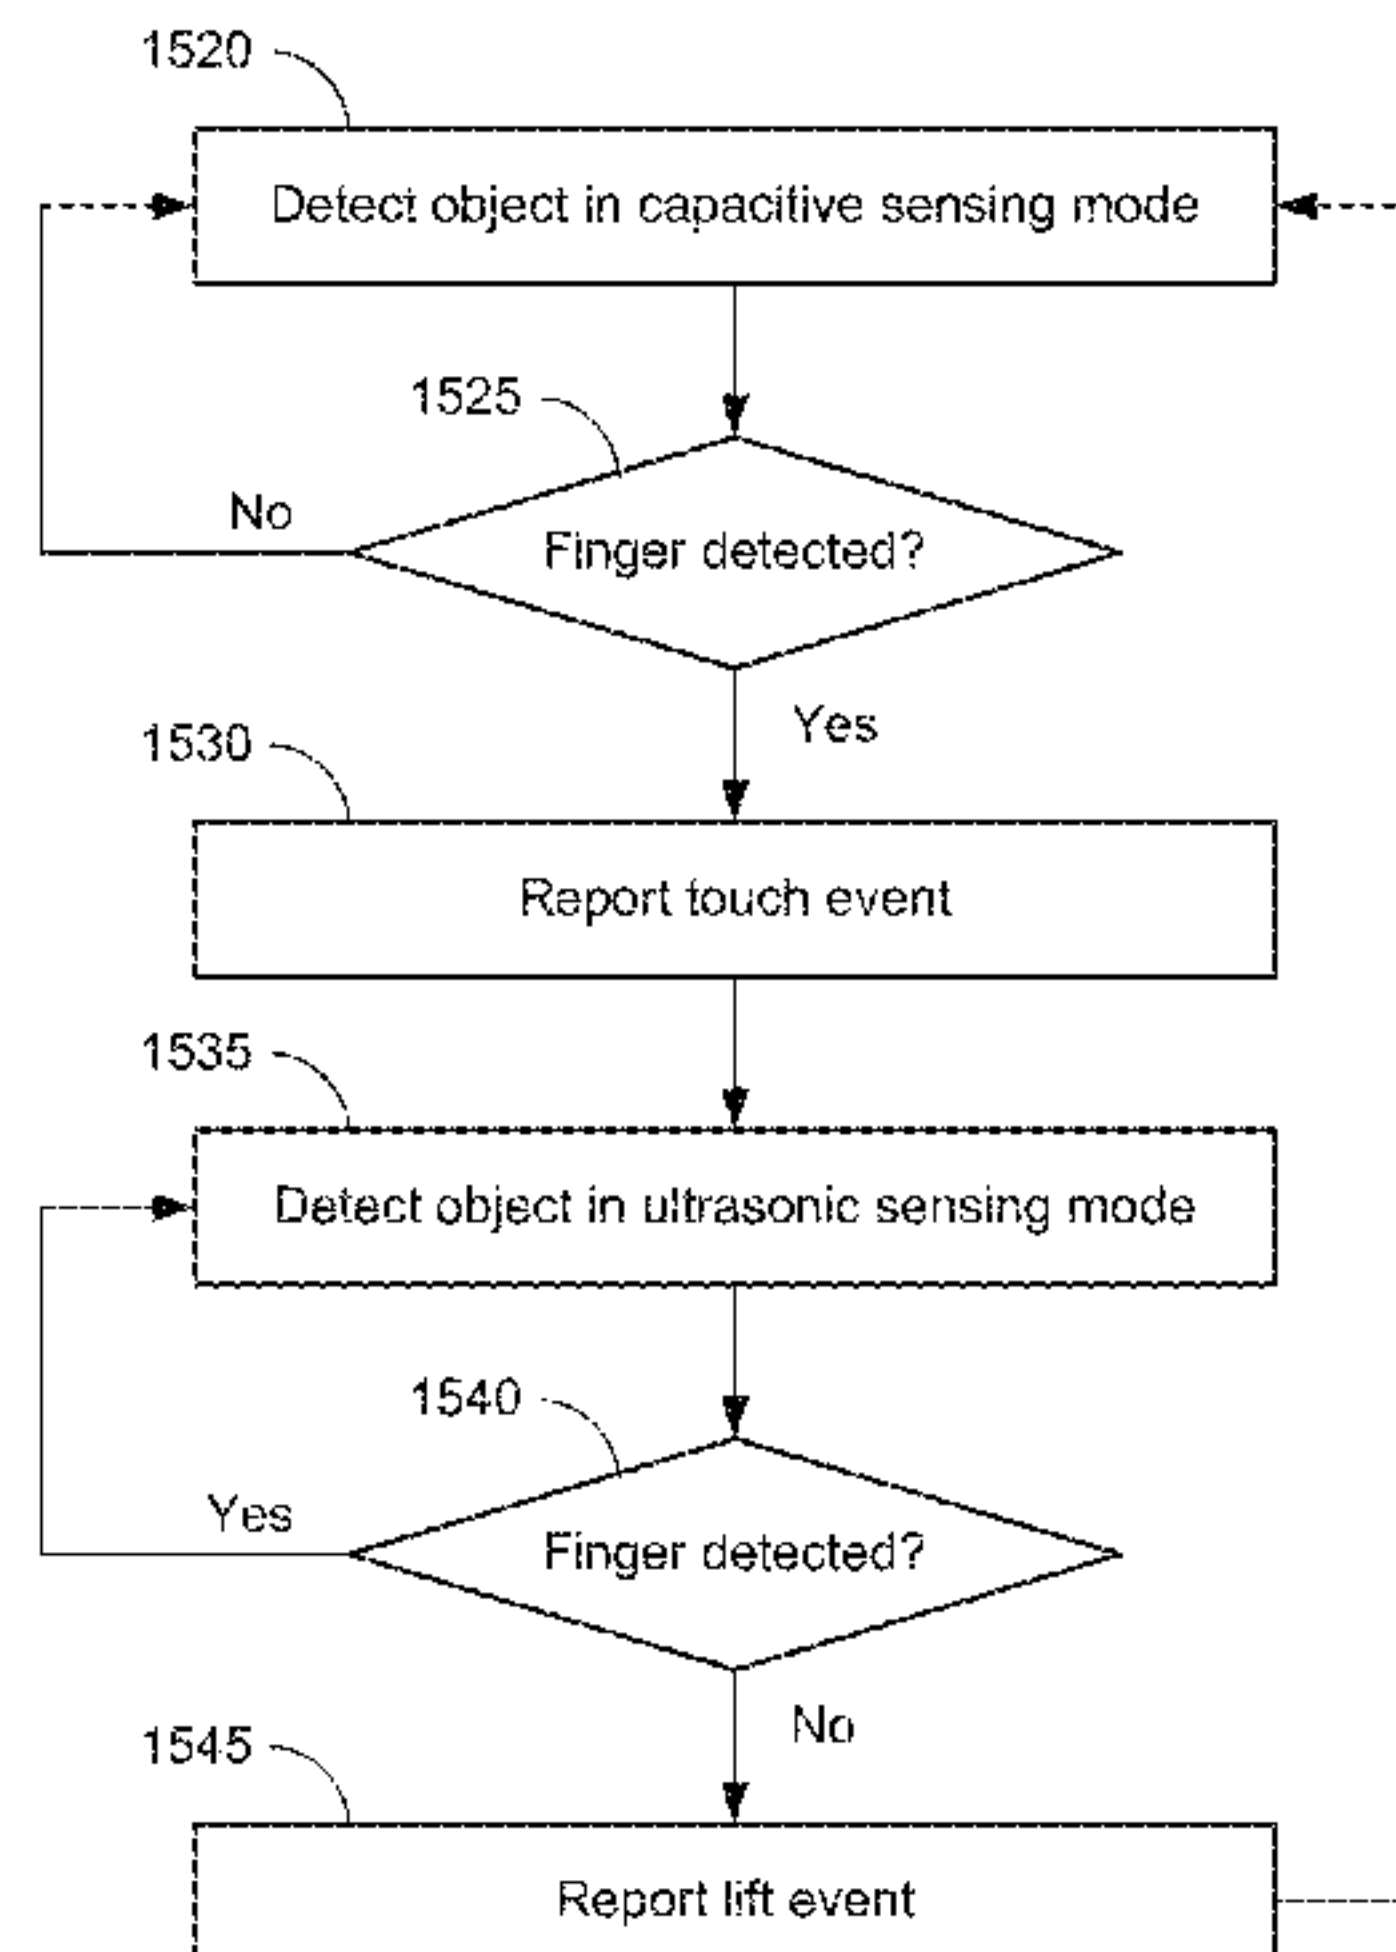 1520
Detect object in capacitive sensing mode
1525
No
Finger detected?
Yes
1530
Report touch event
1535
Detect object in ultrasonic sensing mode
1540
Yes
Finger detected?
No
1545
Report lift event